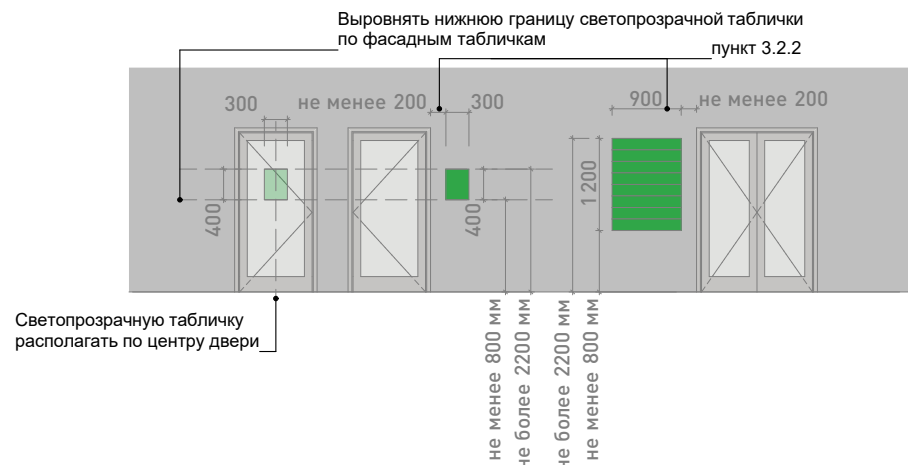 Выровнять нижнюю границу светопрозрачной таблички
по фасадным табличкам
пункт 3.2.2
300
не менее 200
300
900
не менее 200
400
400
1200
Светопрозрачную табличку
располагать по центру двери
не менее 800 мм
не более 2200 мм
не более 2200 мм
не менее 800 мм